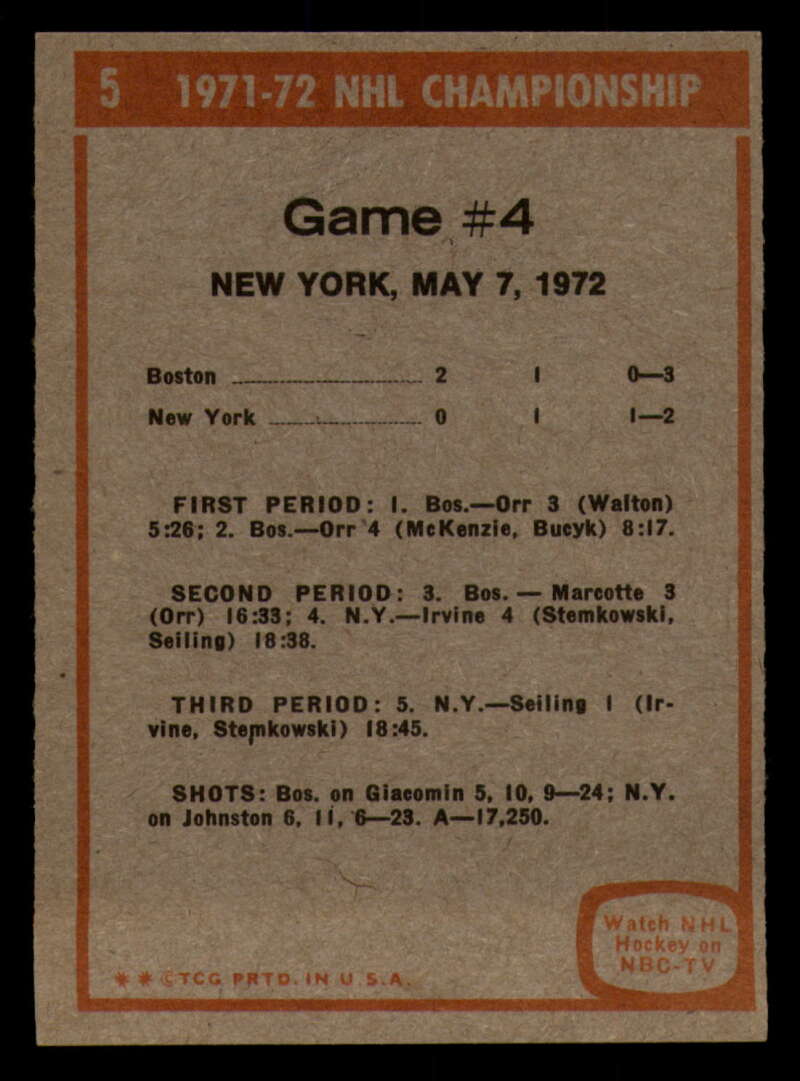 5 1971-72 NHL CHAMPIONSHIP
Game #4
NEW YORK, MAY 7, 1972
Boston 2 1 0—3
New York 0 1 1—2
FIRST PERIOD: 1. Bos.—Orr 3 (Walton)
5:26; 2. Bos.—Orr 4 (McKenzie, Bucyk) 8:17.
SECOND PERIOD: 3. Bos. — Marcotte 3
(Orr) 16:33; 4. N.Y.—Irvine 4 (Stemkowski,
Seiling) 18:38.
THIRD PERIOD: 5. N.Y.—Seiling 1 (Ir-
vine, Stemkowski) 18:45.
SHOTS: Bos. on Giacomin 5, 10, 9—24; N.Y.
on Johnston 6, 11, 6—23. A—17,250.
Watch NHL
Hockey on
NBC-TV
* * © TCG PRTD. IN U.S.A.